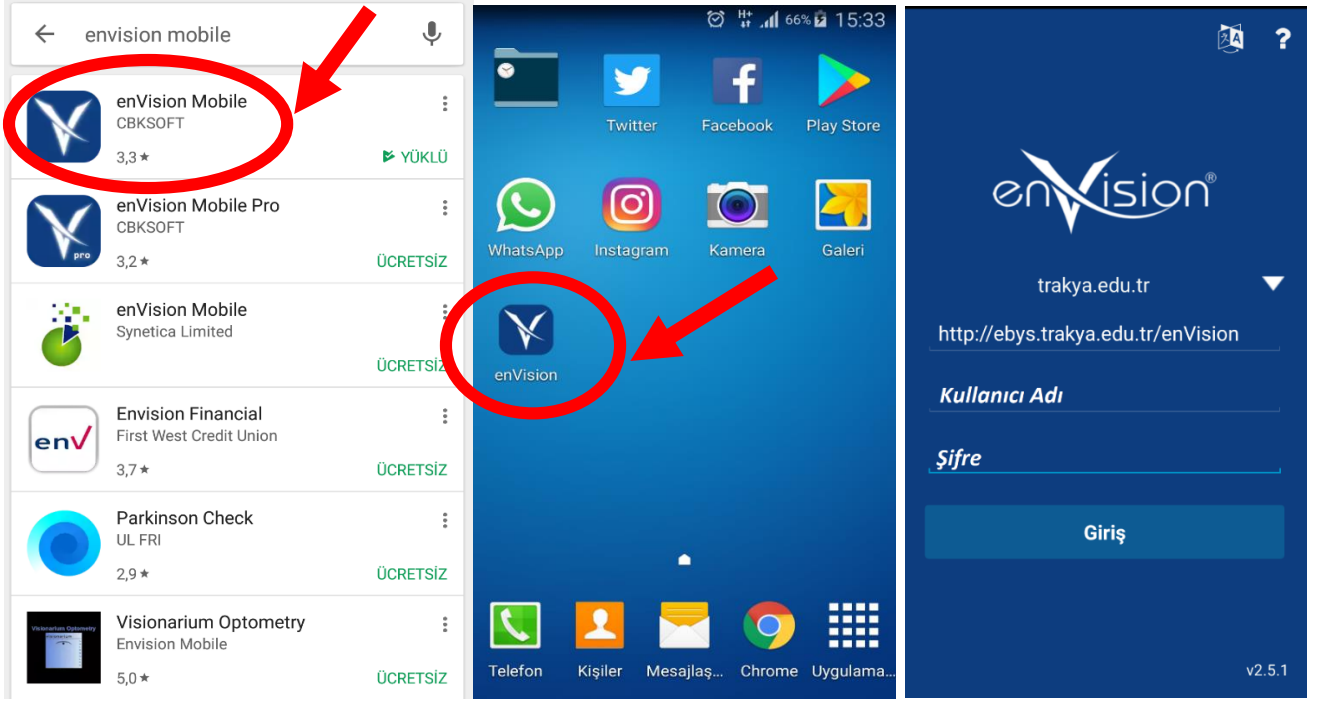 envision mobile
enVision Mobile
CBKSOFT
3,3 ★
YÜKLÜ
enVision Mobile Pro
CBKSOFT
pro
3,2 ★
ÜCRETSİZ
enVision Mobile
Synetica Limited
ÜCRETSİZ
env
Envision Financial
First West Credit Union
3,7 ★
ÜCRETSİZ
Parkinson Check
UL FRI
2,9 ★
ÜCRETSİZ
Visionarium Optometry
Visionarium Optometry
Envision Mobile
5,0 ★
ÜCRETSİZ
H+ 66% 15:33
Twitter Facebook Play Store
WhatsApp Instagram Kamera Galeri
enVision
Telefon Kişiler Mesajlaş... Chrome Uygulama...
A ?
enVision®
trakya.edu.tr
http://ebys.trakya.edu.tr/enVision
Kullanıcı Adı
Şifre
Giriş
v2.5.1